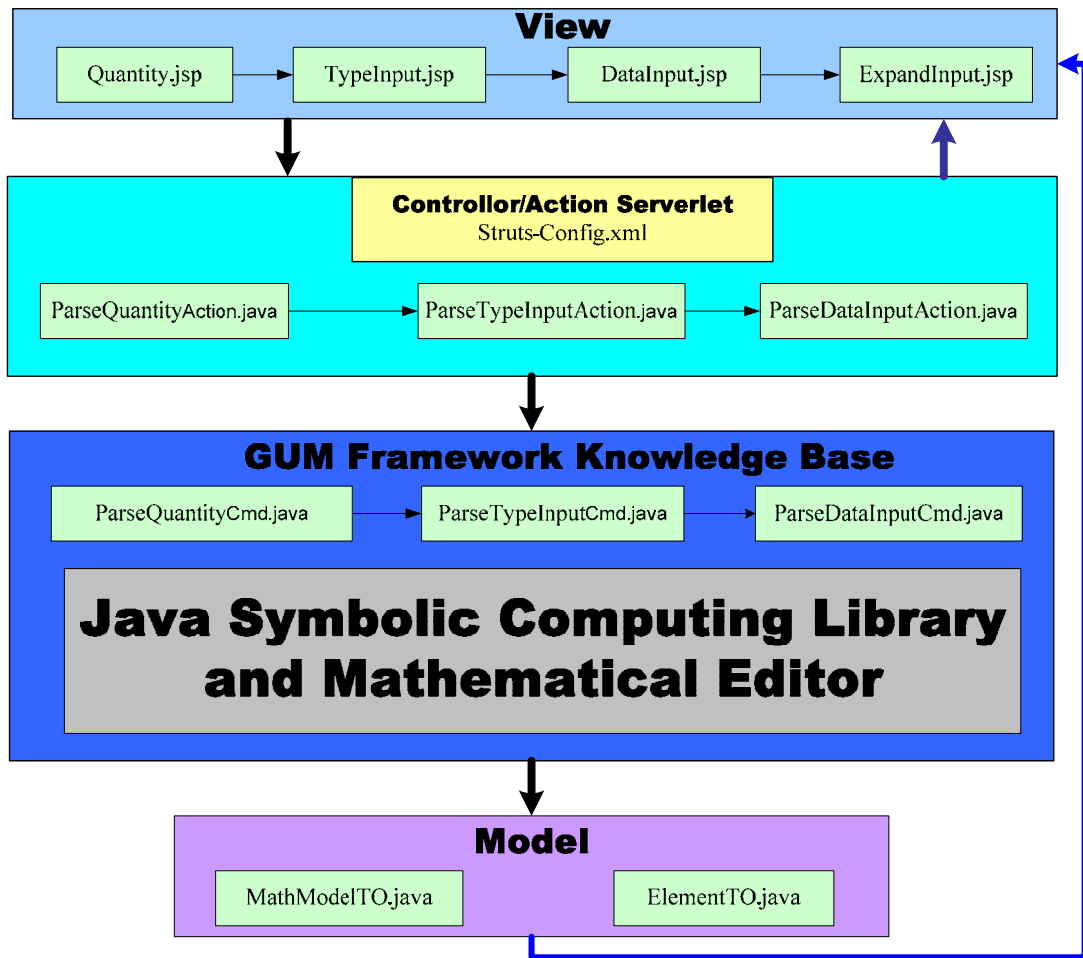 View
Quantity.jsp
TypeInput.jsp
DataInput.jsp
ExpandInput.jsp
Controllor/Action Serverlet
Struts-Config.xml
ParseQuantityAction.java
ParseTypeInputAction.java
ParseDataInputAction.java
GUM Framework Knowledge Base
ParseQuantityCmd.java
ParseTypeInputCmd.java
ParseDataInputCmd.java
Java Symbolic Computing Library
and Mathematical Editor
Model
MathModelTO.java
ElementTO.java